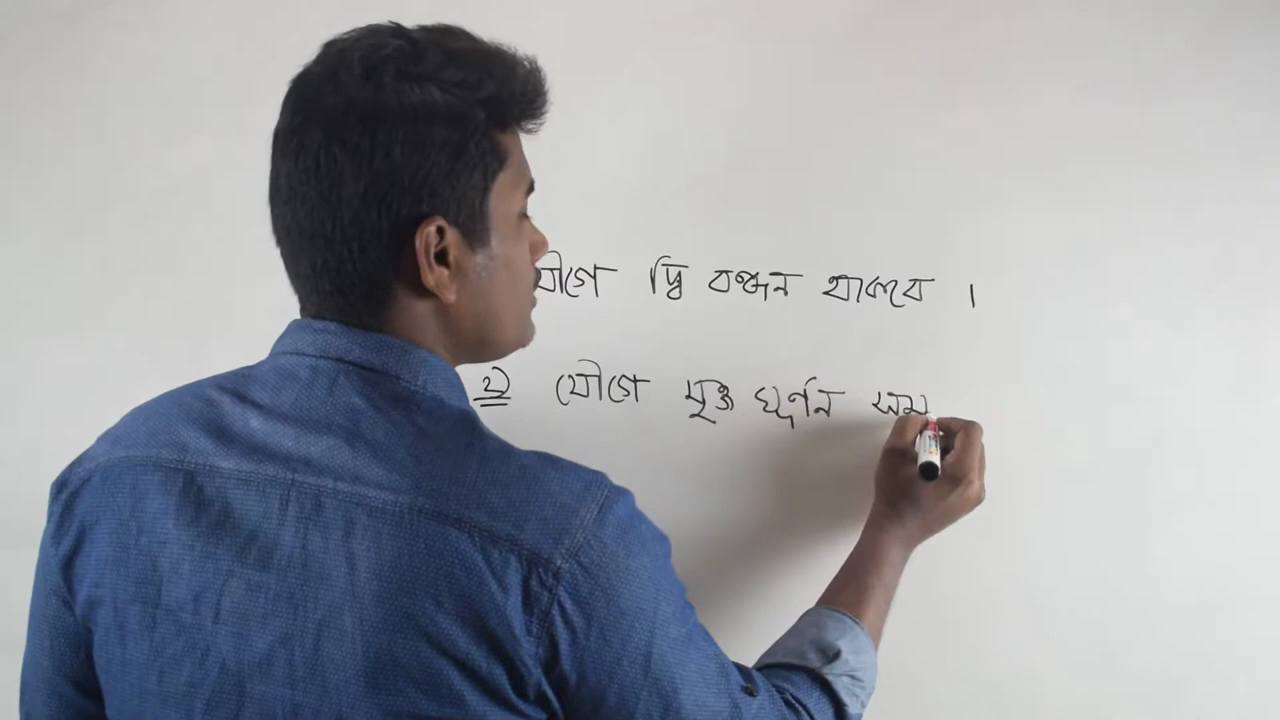 যৌগে দ্বি বন্ধন থাকবে ।
২ যৌগে মুক্ত ঘূর্ণন সম